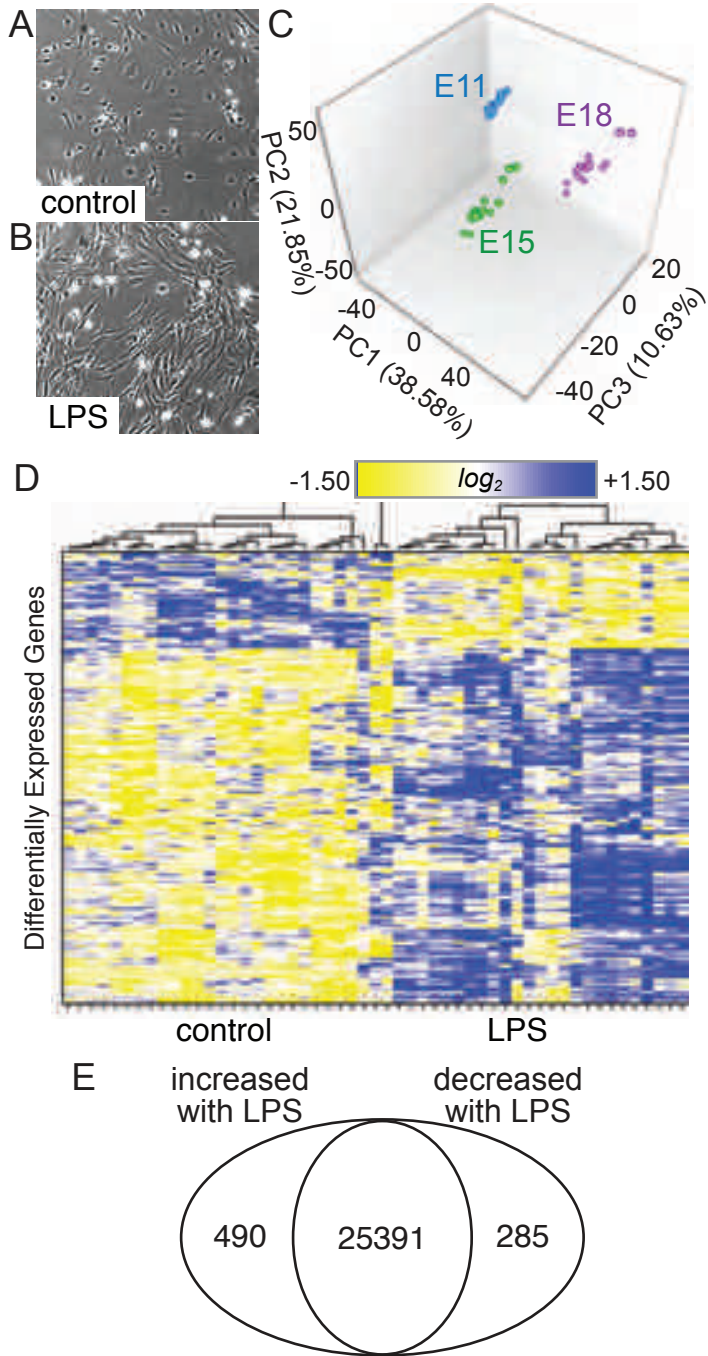 A
control
B
LPS
C
E11
E18
E15
50
0
-50
PC2 (21.85%)
-40
0
40
PC1 (38.58%)
-40
-20
0
20
PC3 (10.63%)
D
-1.50
log2
+1.50
Differentially Expressed Genes
control
LPS
E
increased
with LPS
decreased
with LPS
490
25391
285